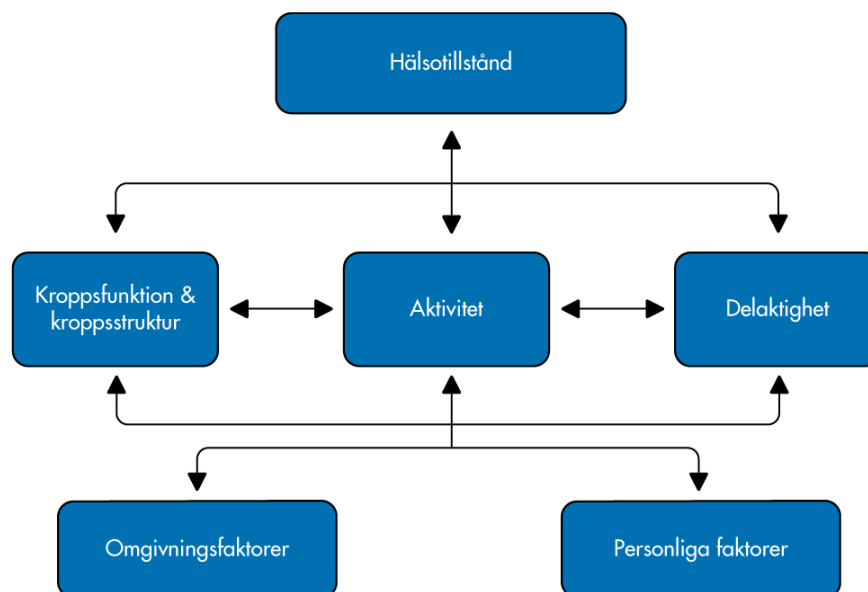 Hälsotillstånd
Kroppsfunktion &
kroppsstruktur
Aktivitet
Delaktighet
Omgivningsfaktorer
Personliga faktorer